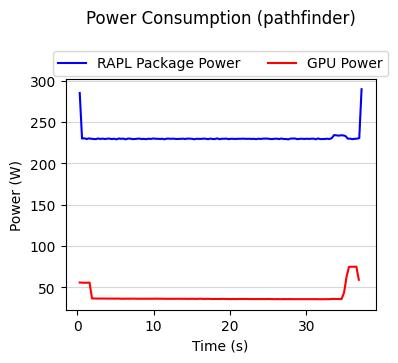 Power Consumption (pathfinder)
RAPL Package Power GPU Power
300
250
200
150
100
50
Power (W)
0 10 20 30
Time (s)